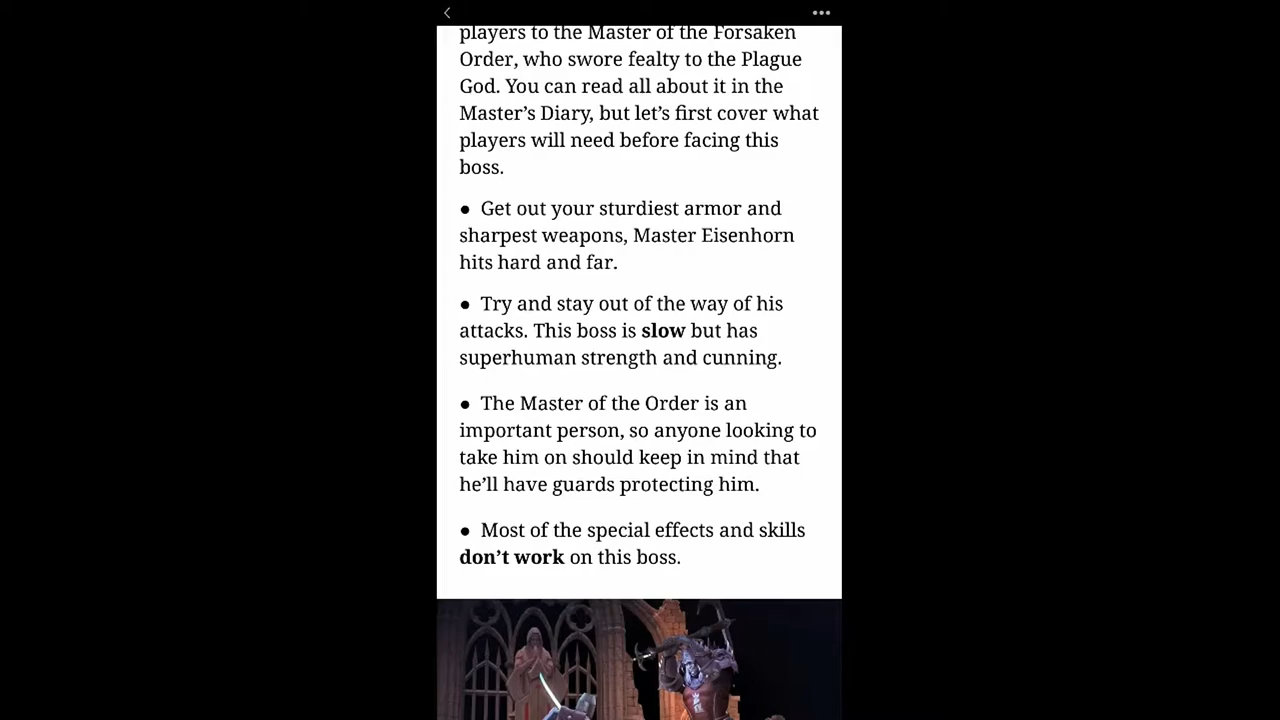 players to the Master of the Forsaken
Order, who swore fealty to the Plague
God. You can read all about it in the
Master’s Diary, but let’s first cover what
players will need before facing this
boss.
● Get out your sturdiest armor and
sharpest weapons, Master Eisenhorn
hits hard and far.
● Try and stay out of the way of his
attacks. This boss is slow but has
superhuman strength and cunning.
● The Master of the Order is an
important person, so anyone looking to
take him on should keep in mind that
he’ll have guards protecting him.
● Most of the special effects and skills
don’t work on this boss.